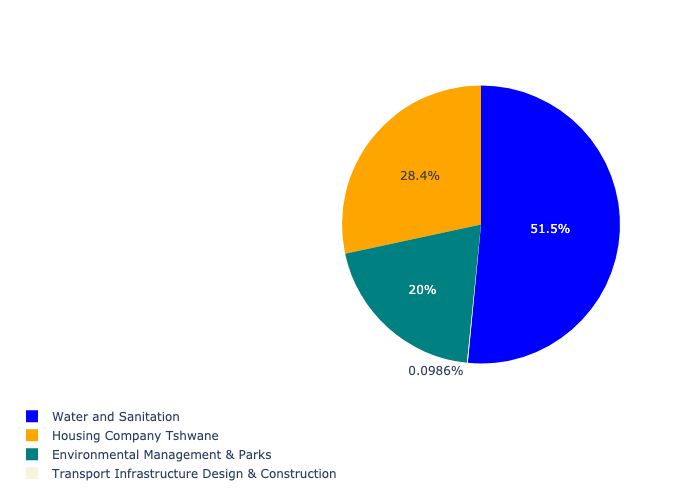 28.4%
51.5%
20%
0.0986%
Water and Sanitation
Housing Company Tshwane
Environmental Management & Parks
Transport Infrastructure Design & Construction